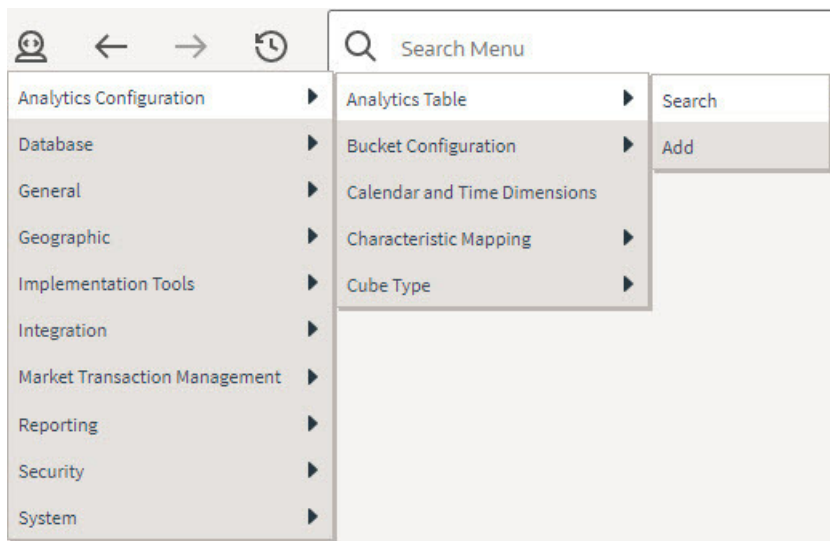 Search Menu
Analytics Configuration
Database
General
Geographic
Implementation Tools
Integration
Market Transaction Management
Reporting
Security
System
Analytics Table
Bucket Configuration
Calendar and Time Dimensions
Characteristic Mapping
Cube Type
Search
Add